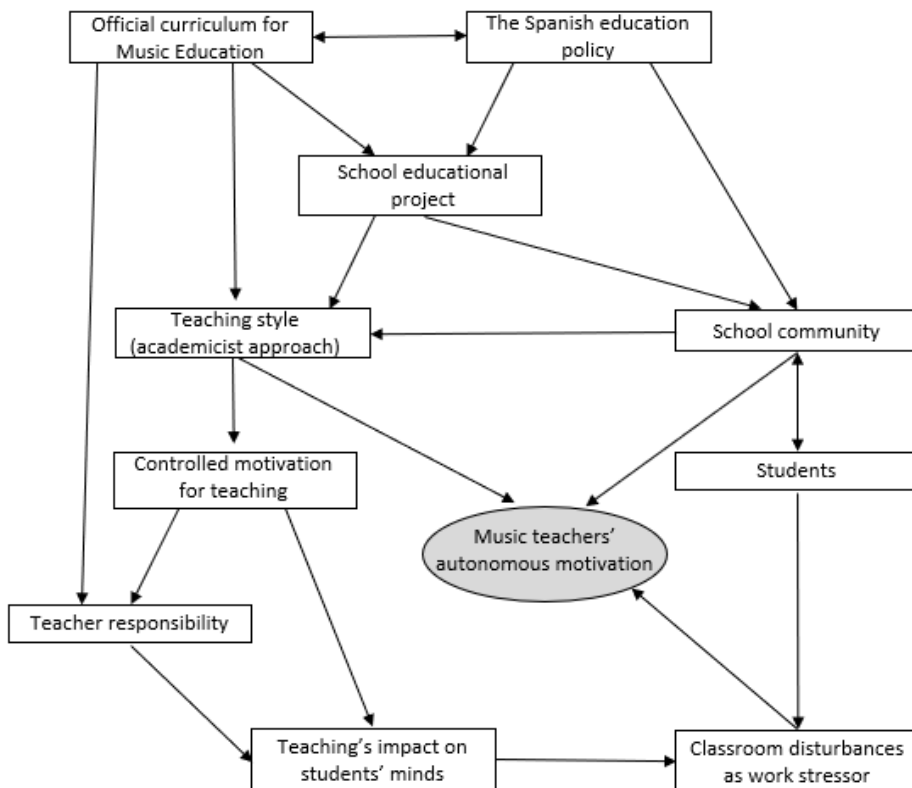 Official curriculum for
Music Education
The Spanish education
policy
School educational
project
Teaching style
(academicist approach)
School community
Controlled motivation
for teaching
Students
Music teachers’
autonomous motivation
Teacher responsibility
Teaching’s impact on
students’ minds
Classroom disturbances
as work stressor